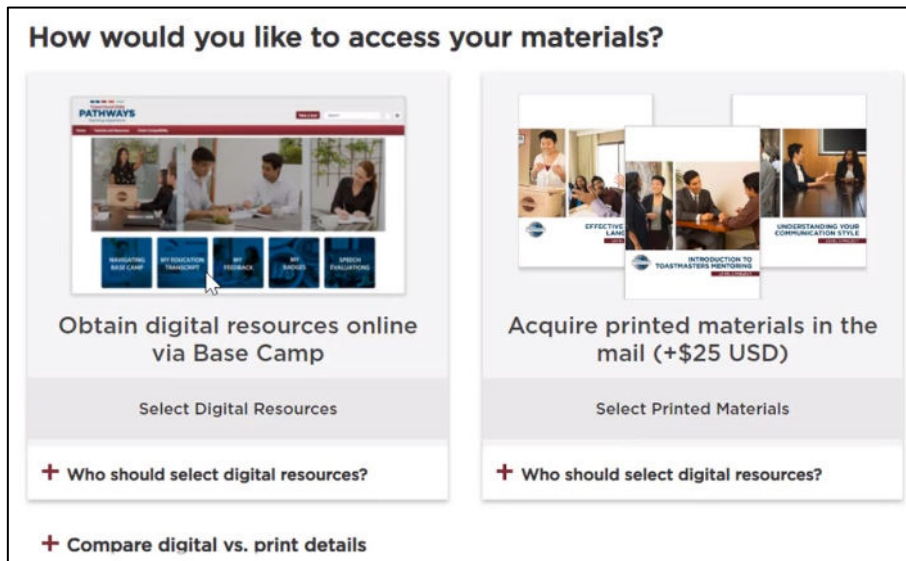 How would you like to access your materials?
PATHWAYS
NAVIGATING
BASE CAMP
MY EDUCATION
TRANSCRIPT
MY
FEEDBACK
MY
BADGES
SPEECH
EVALUATIONS
Obtain digital resources online
via Base Camp
Select Digital Resources
+ Who should select digital resources?
EFFECTIVE
LANG
UNDERSTANDING YOUR
COMMUNICATION STYLE
INTRODUCTION TO
TOASTMASTERS MENTORING
Acquire printed materials in the
mail (+$25 USD)
Select Printed Materials
+ Who should select digital resources?
+ Compare digital vs. print details